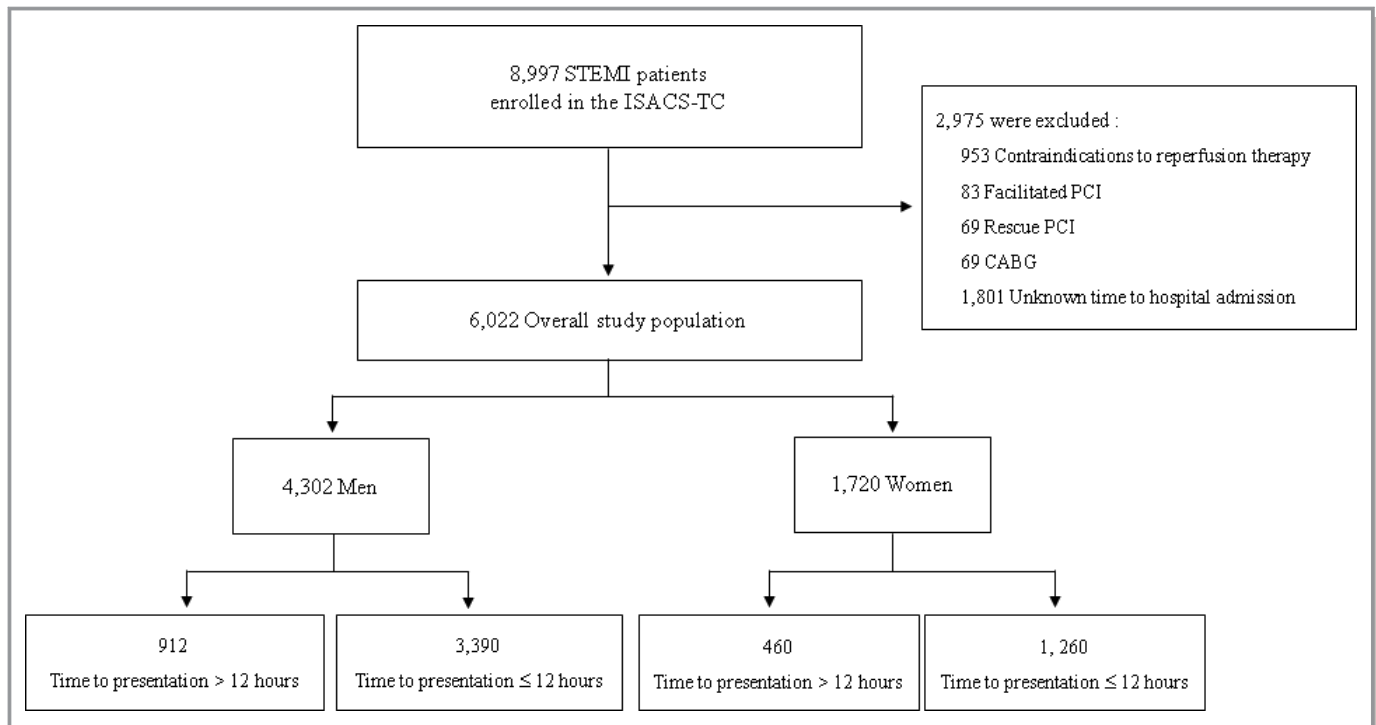 8,997 STEMI patients
enrolled in the ISACS-TC
2,975 were excluded :
953 Contraindications to reperfusion therapy
83 Facilitated PCI
69 Rescue PCI
69 CABG
1,801 Unknown time to hospital admission
6,022 Overall study population
4,302 Men
1,720 Women
912
Time to presentation > 12 hours
3,390
Time to presentation ≤ 12 hours
460
Time to presentation > 12 hours
1, 260
Time to presentation ≤ 12 hours